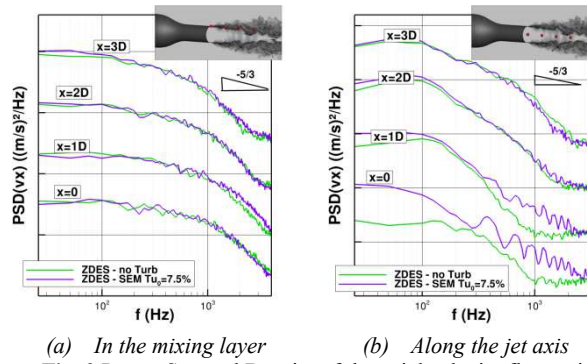 x=3D
-5/3
x=2D
x=1D
x=0
PSD(vx) ((m/s)²/Hz)
ZDES - no Turb
ZDES - SEM Tu₀=7.5%
10²
10³
f (Hz)
(a) In the mixing layer
x=3D
-5/3
x=2D
x=1D
x=0
PSD(vx) ((m/s)²/Hz)
ZDES - no Turb
ZDES - SEM Tu₀=7.5%
10²
10³
f (Hz)
(b) Along the jet axis